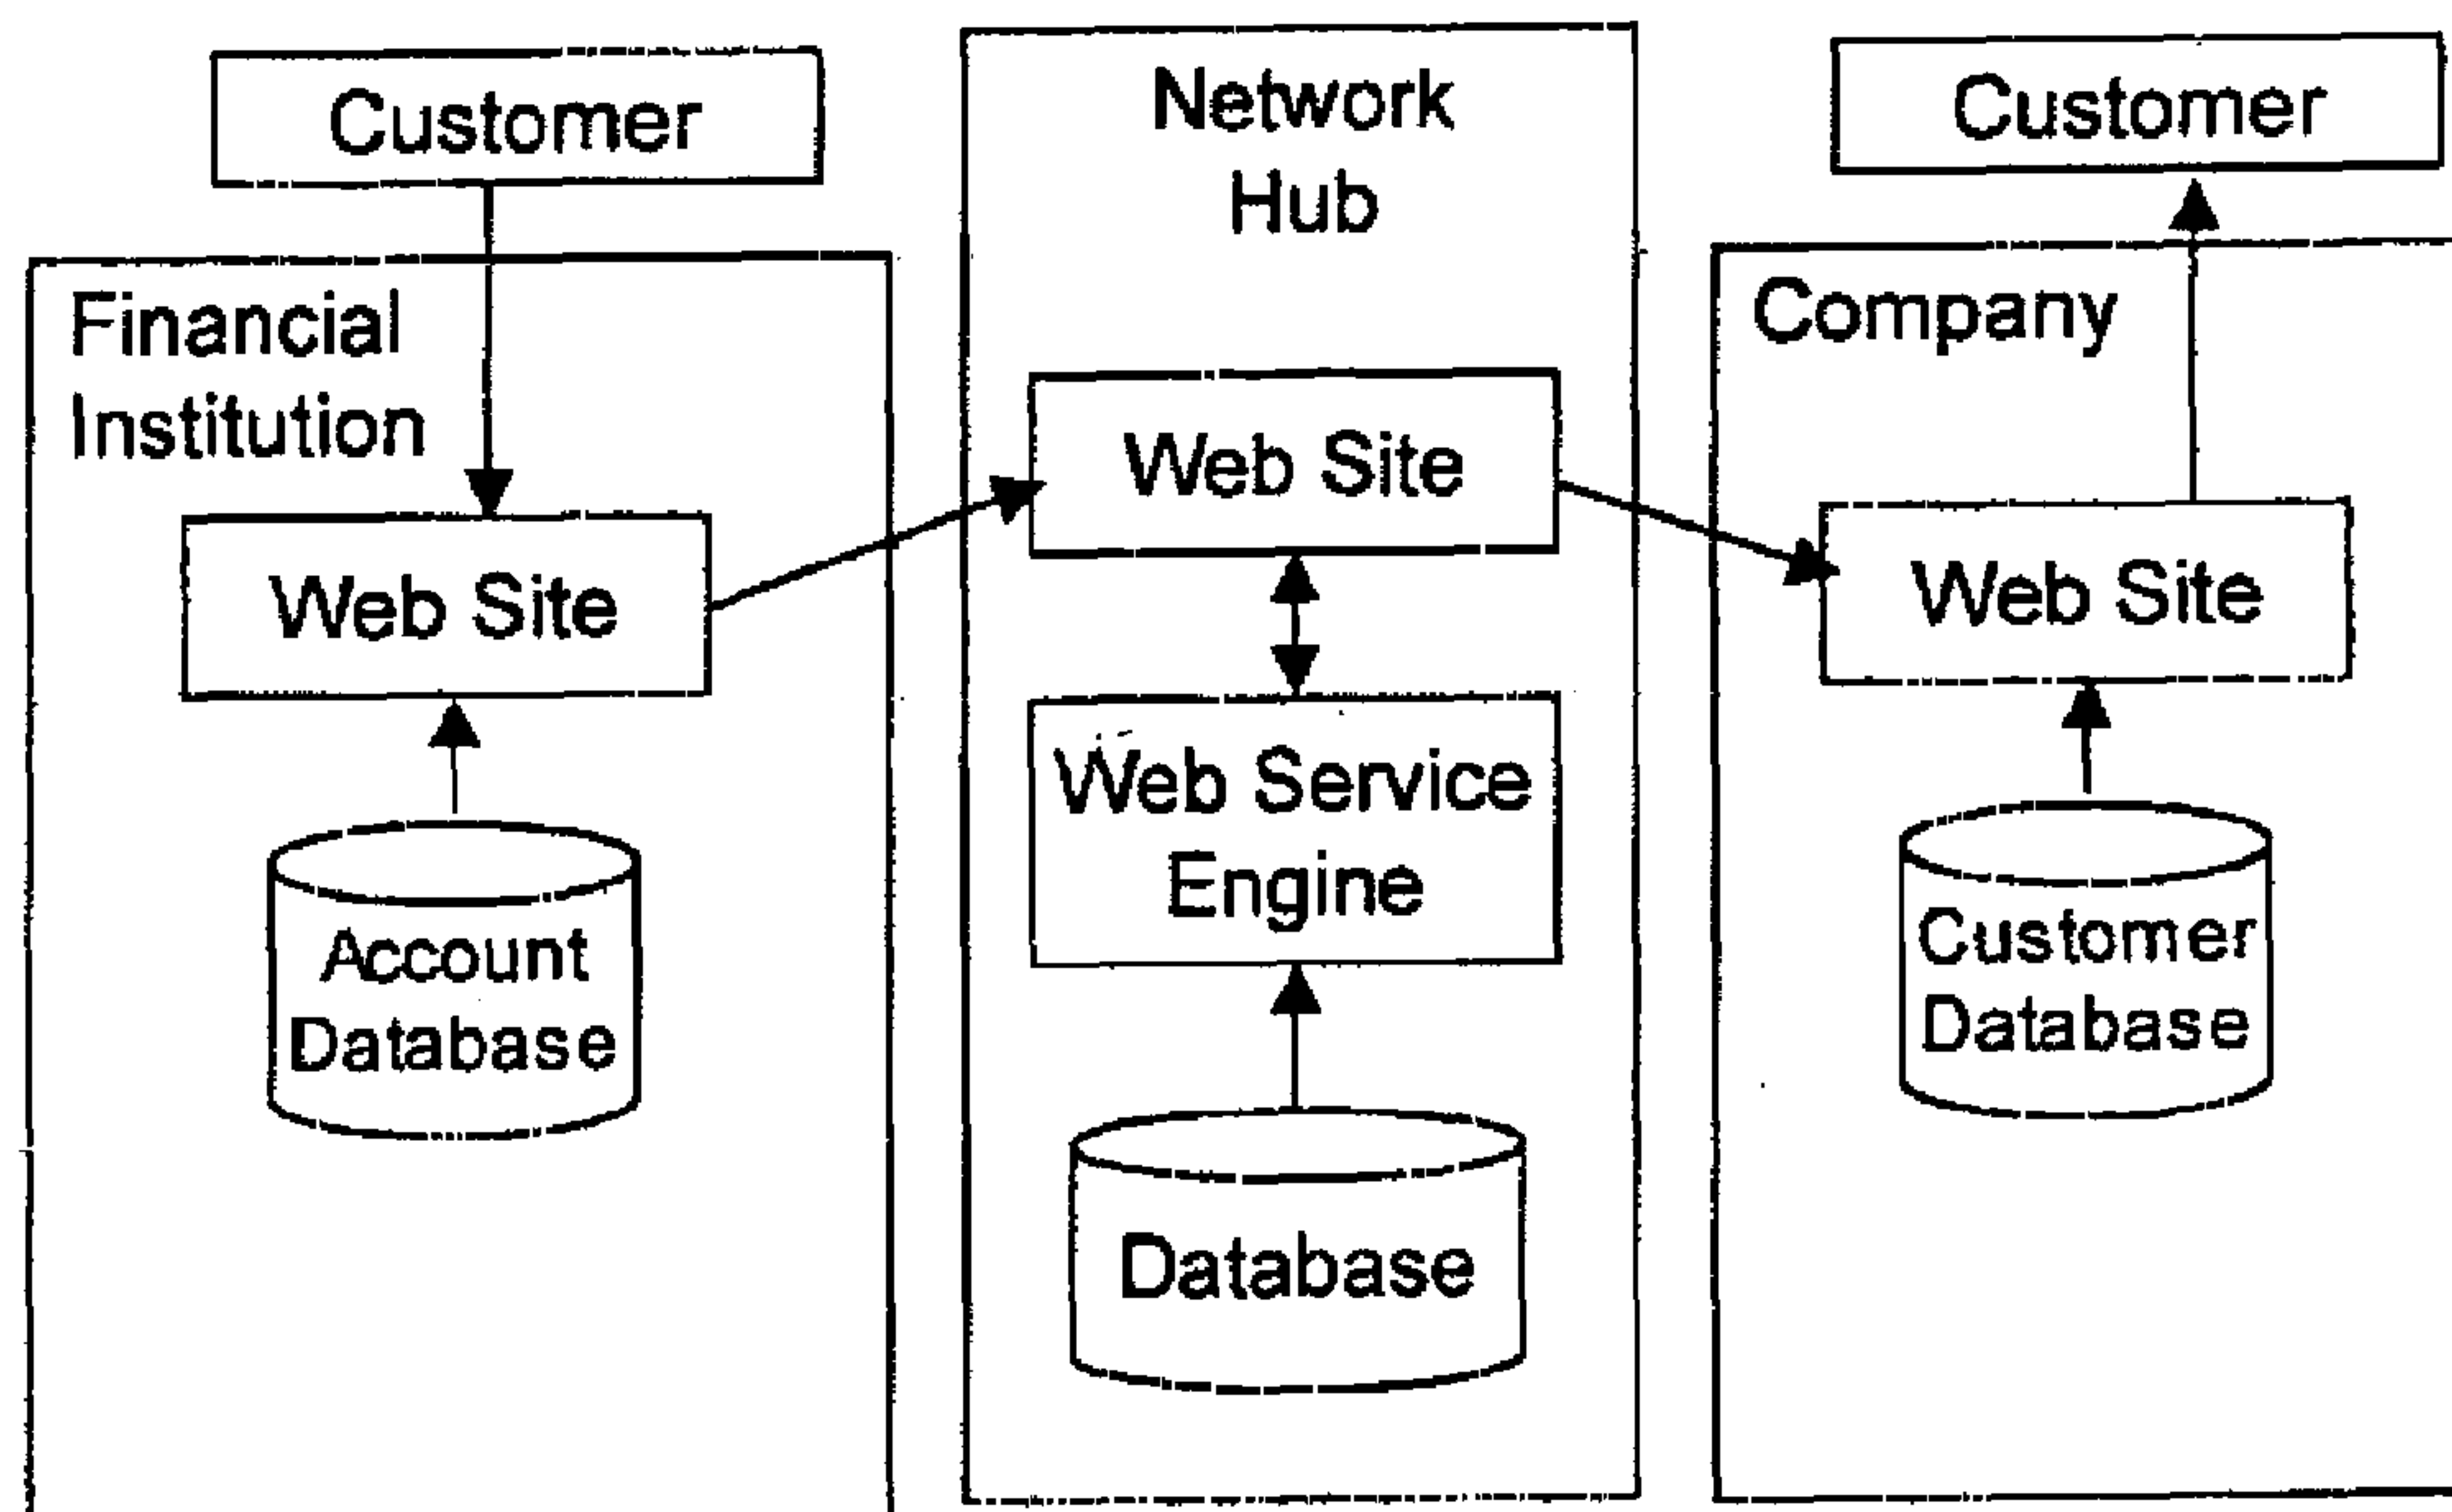 Customer
Financial
Institution
Web Site
Account
Database
Network
Hub
Web Site
Web Service
Engine
Database
Customer
Company
Web Site
Customer
Database